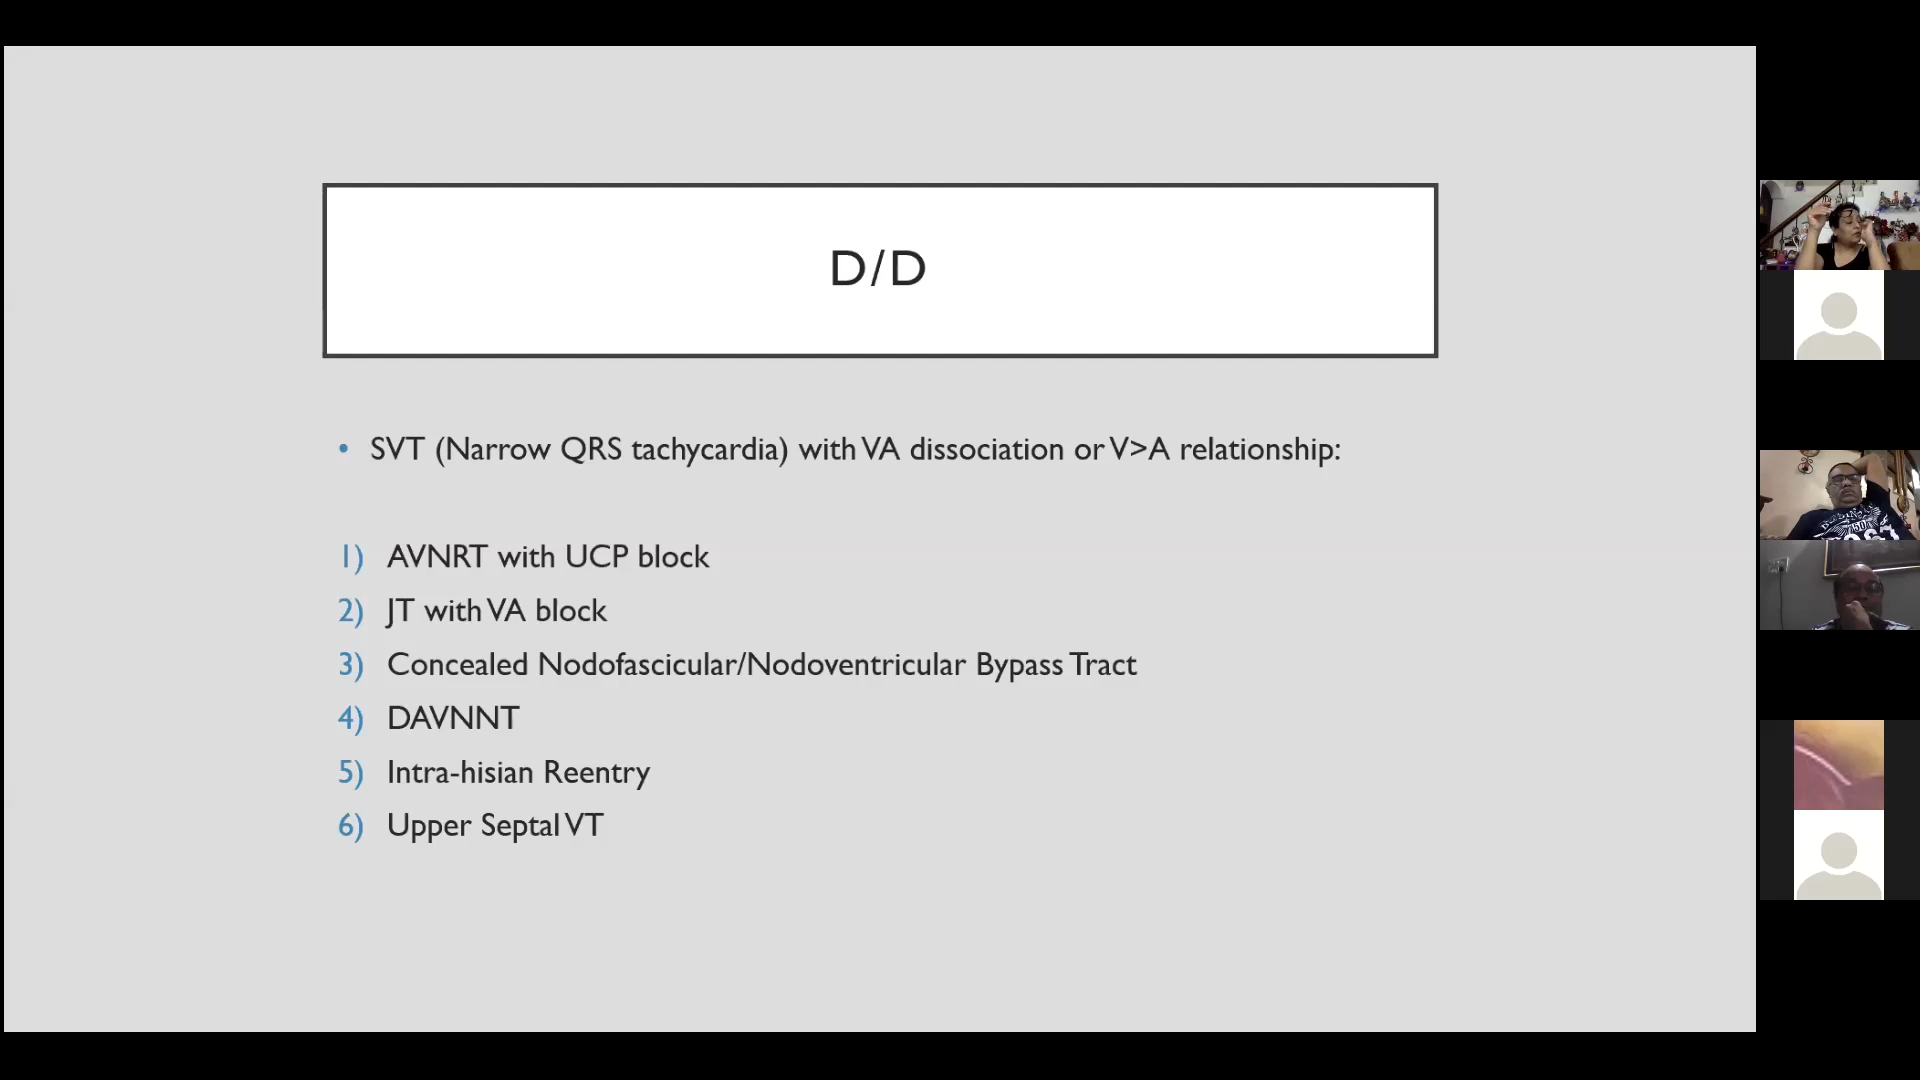 D/D
• SVT (Narrow QRS tachycardia) with VA dissociation or V>A relationship:
1) AVNRT with UCP block
2) JT with VA block
3) Concealed Nodofascicular/Nodoventricular Bypass Tract
4) DAVNNT
5) Intra-hisian Reentry
6) Upper Septal VT